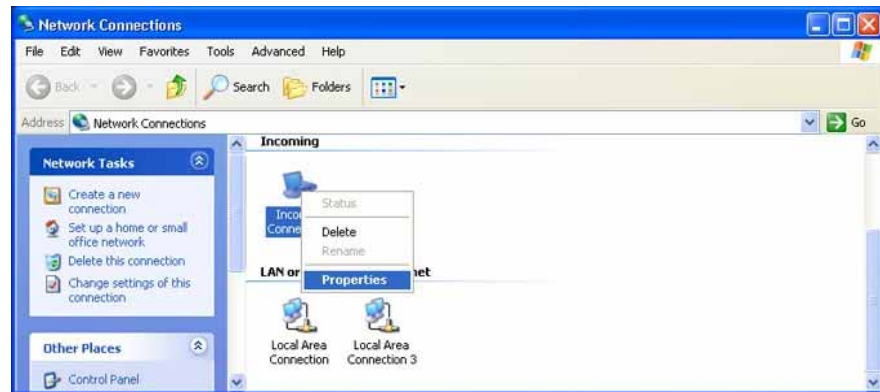 Network Connections
File Edit View Favorites Tools Advanced Help
Back Search Folders
Address Network Connections Go
Network Tasks
Create a new
connection
Set up a home or small
office network
Delete this connection
Change settings of this
connection
Other Places
Control Panel
Incoming
Status
Delete
Rename
Properties
LAN or
Local Area
Connection
Local Area
Connection 3